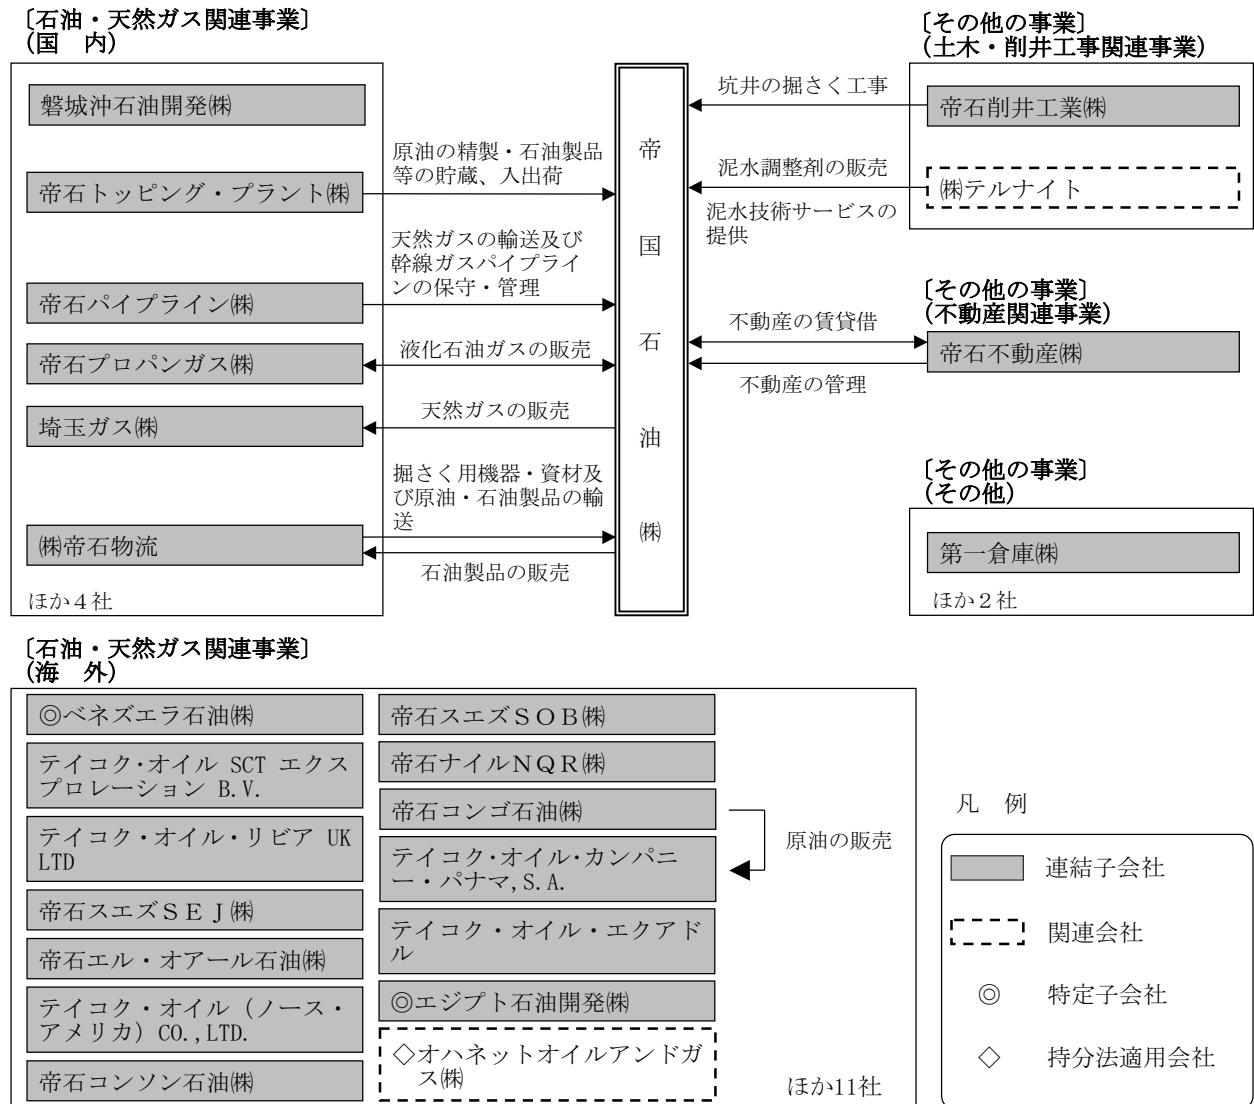 〔石油・天然ガス関連事業〕
(国　内)
磐城沖石油開発㈱
帝石トッピング・プラント㈱
帝石パイプライン㈱
帝石プロパンガス㈱
埼玉ガス㈱
㈱帝石物流
ほか４社
原油の精製・石油製品
等の貯蔵、入出荷
天然ガスの輸送及び
幹線ガスパイプライ
ンの保守・管理
液化石油ガスの販売
天然ガスの販売
掘さく用機器・資材及
び原油・石油製品の輸
送
石油製品の販売
帝
国
石
油
㈱
坑井の掘さく工事
泥水調整剤の販売
泥水技術サービスの
提供
不動産の賃貸借
不動産の管理
〔その他の事業〕
(土木・削井工事関連事業)
帝石削井工業㈱
㈱テルナイト
〔その他の事業〕
(不動産関連事業)
帝石不動産㈱
〔その他の事業〕
(その他)
第一倉庫㈱
ほか２社
〔石油・天然ガス関連事業〕
(海　外)
◎ベネズエラ石油㈱
テイコク・オイル SCT エクス
プロレーション B.V.
テイコク・オイル・リビア UK
LTD
帝石スエズＳＥＪ㈱
帝石エル・オアール石油㈱
テイコク・オイル（ノース・
アメリカ）CO.,LTD.
帝石コンソン石油㈱
帝石スエズＳＯＢ㈱
帝石ナイルＮＱＲ㈱
帝石コンゴ石油㈱
テイコク・オイル・カンパニ
ー・パナマ,S.A.
テイコク・オイル・エクアド
ル
◎エジプト石油開発㈱
◇オハネットオイルアンドガ
ス㈱
原油の販売
ほか11社
凡　例
連結子会社
関連会社
◎　特定子会社
◇　持分法適用会社